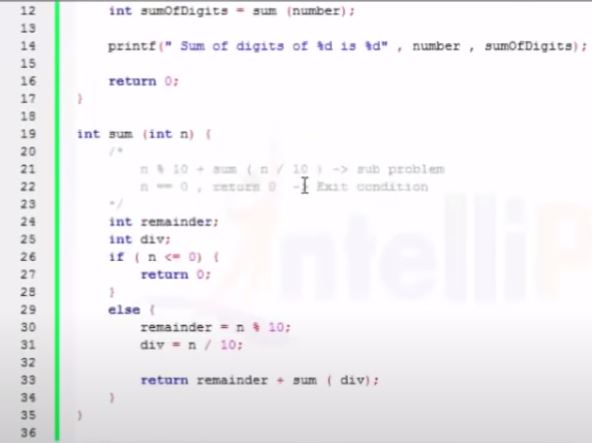 12 int sumOfDigits = sum (number);
13
14 printf(" Sum of digits of %d is %d" , number , sumOfDigits);
15
16 return 0;
17 }
18
19 int sum (int n) {
20 /*
21 n % 10 + sum ( n / 10 ) -> sub problem
22 n == 0 , return 0 -> Exit condition
23 */
24 int remainder;
25 int div;
26 if ( n <= 0) {
27 return 0;
28 }
29 else {
30 remainder = n % 10;
31 div = n / 10;
32
33 return remainder + sum ( div);
34 }
35 }
36